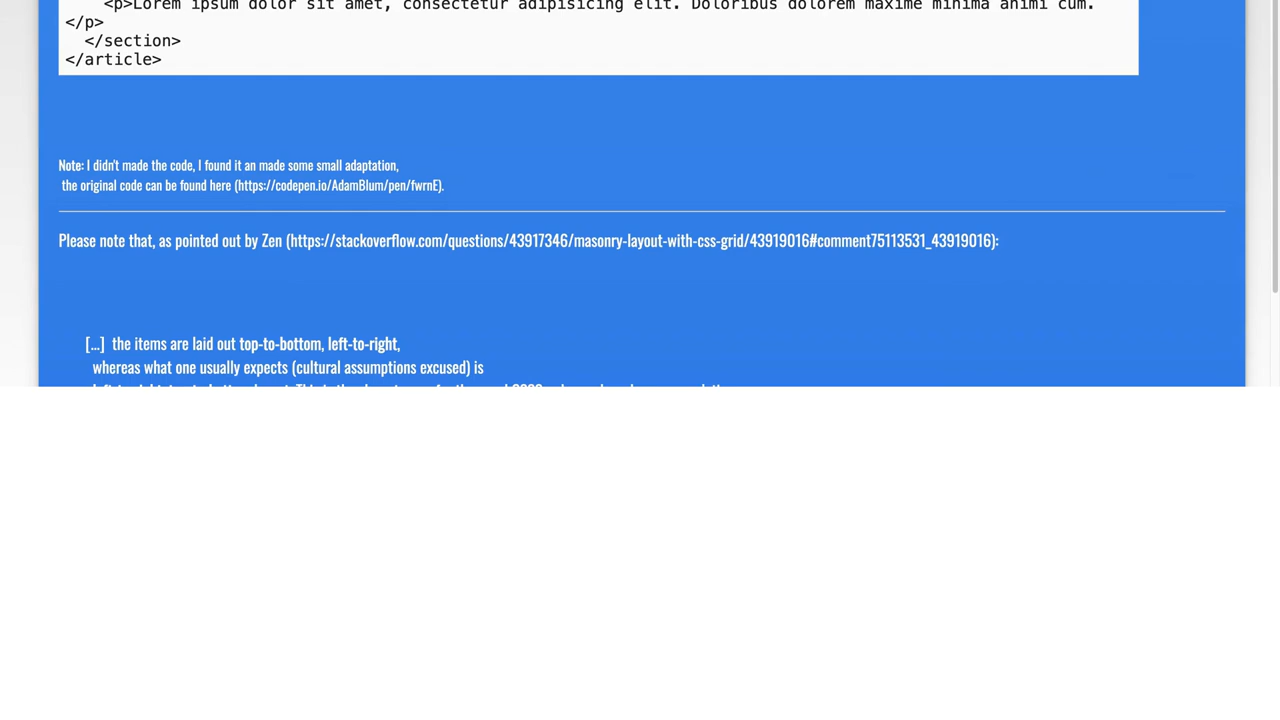 <p>Lorem ipsum dolor sit amet, consectetur adipisicing elit. Doloribus dolorem maxime minima animi cum.
</p>
</section>
</article>
Note: I didn't made the code, I found it an made some small adaptation,
the original code can be found here (https://codepen.io/AdamBlum/pen/fwrnE).
Please note that, as pointed out by Zen (https://stackoverflow.com/questions/43917346/masonry-layout-with-css-grid/43919016#comment75113531_43919016):
[...] the items are laid out top-to-bottom, left-to-right,
whereas what one usually expects (cultural assumptions excused) is